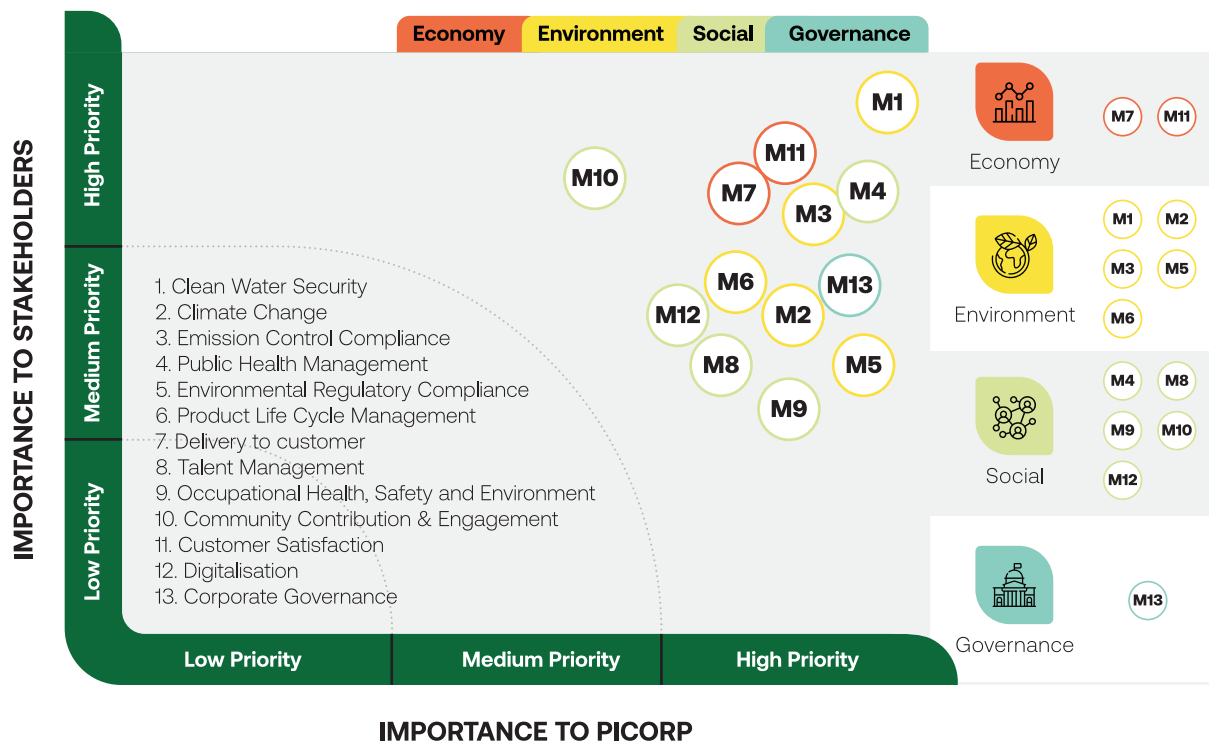 Economy
Environment
Social
Governance
IMPORTANCE TO STAKEHOLDERS
High Priority
Medium Priority
Low Priority
M1
M11
M10
M7
M4
M3
M6
M13
M12
M2
M8
M5
M9
1. Clean Water Security
2. Climate Change
3. Emission Control Compliance
4. Public Health Management
5. Environmental Regulatory Compliance
6. Product Life Cycle Management
7. Delivery to customer
8. Talent Management
9. Occupational Health, Safety and Environment
10. Community Contribution & Engagement
11. Customer Satisfaction
12. Digitalisation
13. Corporate Governance
Low Priority
Medium Priority
High Priority
IMPORTANCE TO PICORP
Economy
M7 M11
Environment
M1 M2
M3 M5
M6
Social
M4 M8
M9 M10
M12
Governance
M13